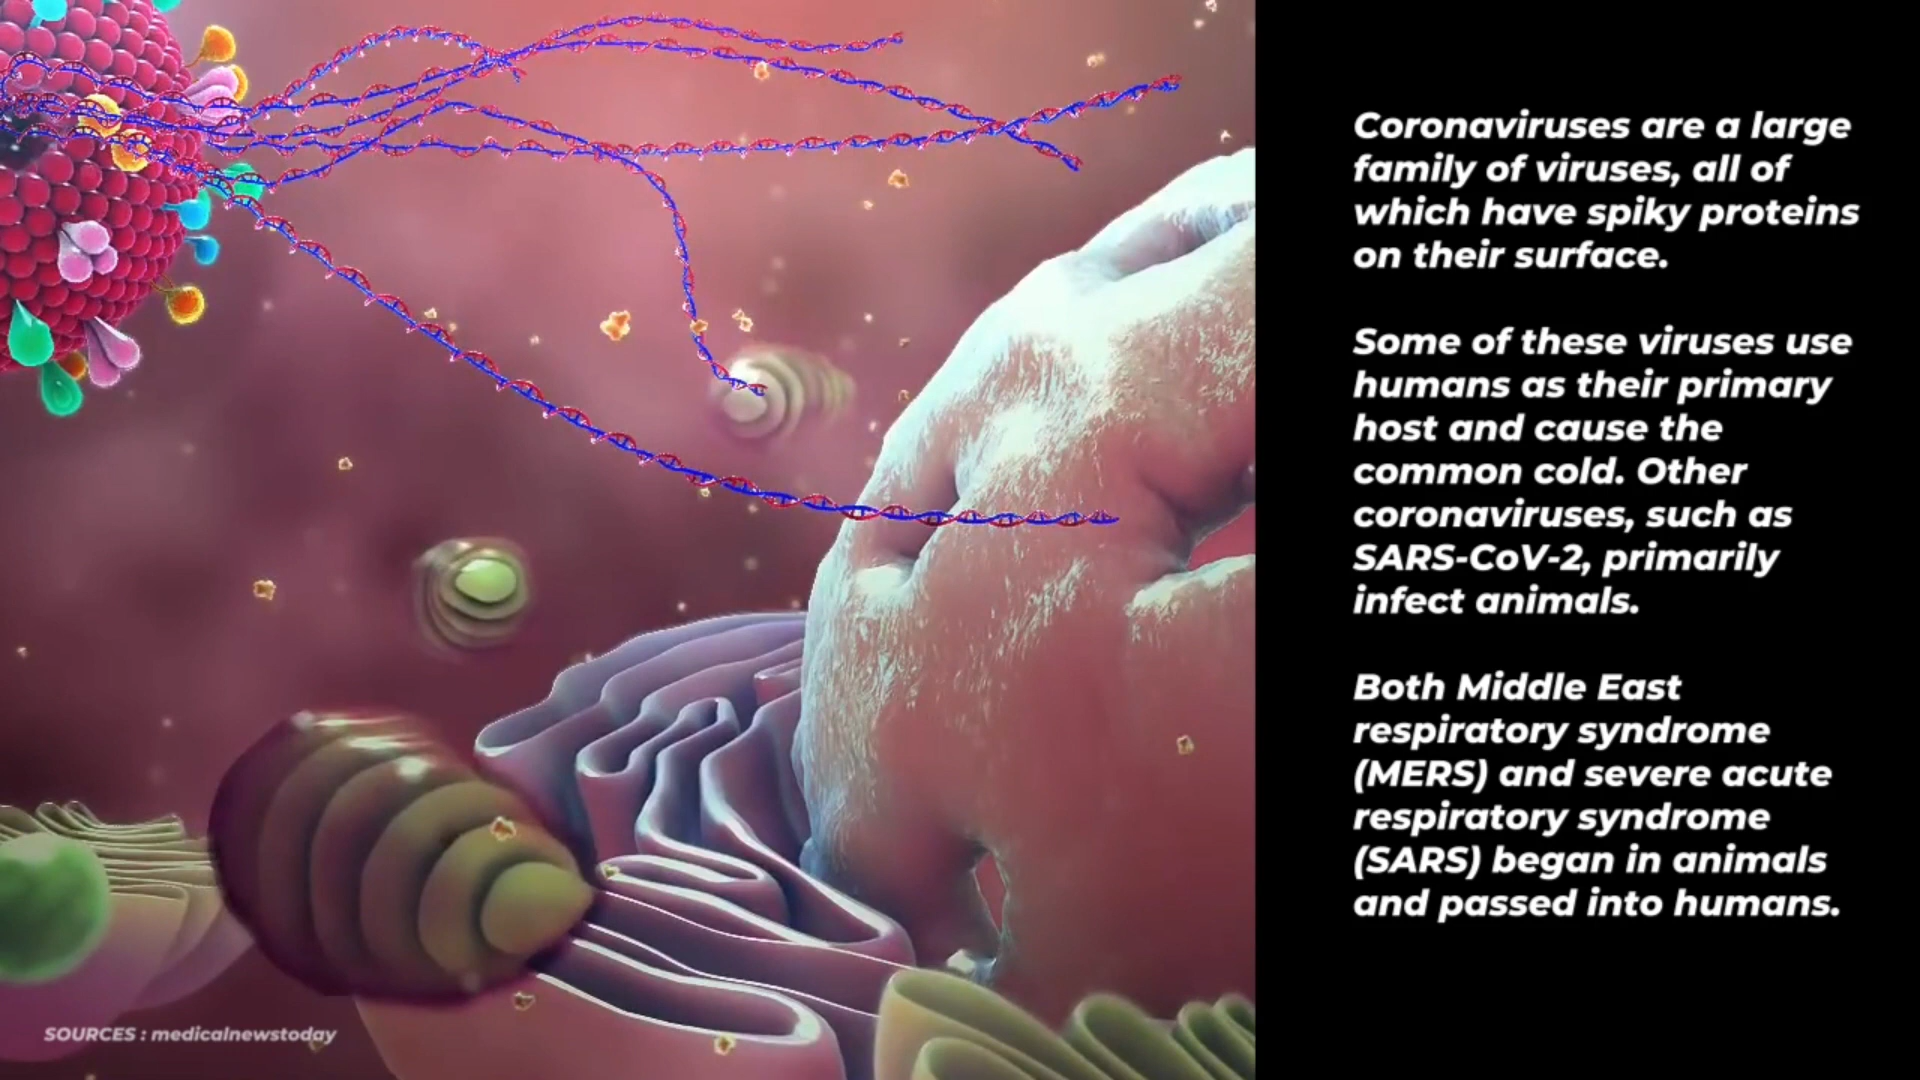 Coronaviruses are a large
family of viruses, all of
which have spiky proteins
on their surface.
Some of these viruses use
humans as their primary
host and cause the
common cold. Other
coronaviruses, such as
SARS-CoV-2, primarily
infect animals.
Both Middle East
respiratory syndrome
(MERS) and severe acute
respiratory syndrome
(SARS) began in animals
and passed into humans.
SOURCES : medicalnewstoday